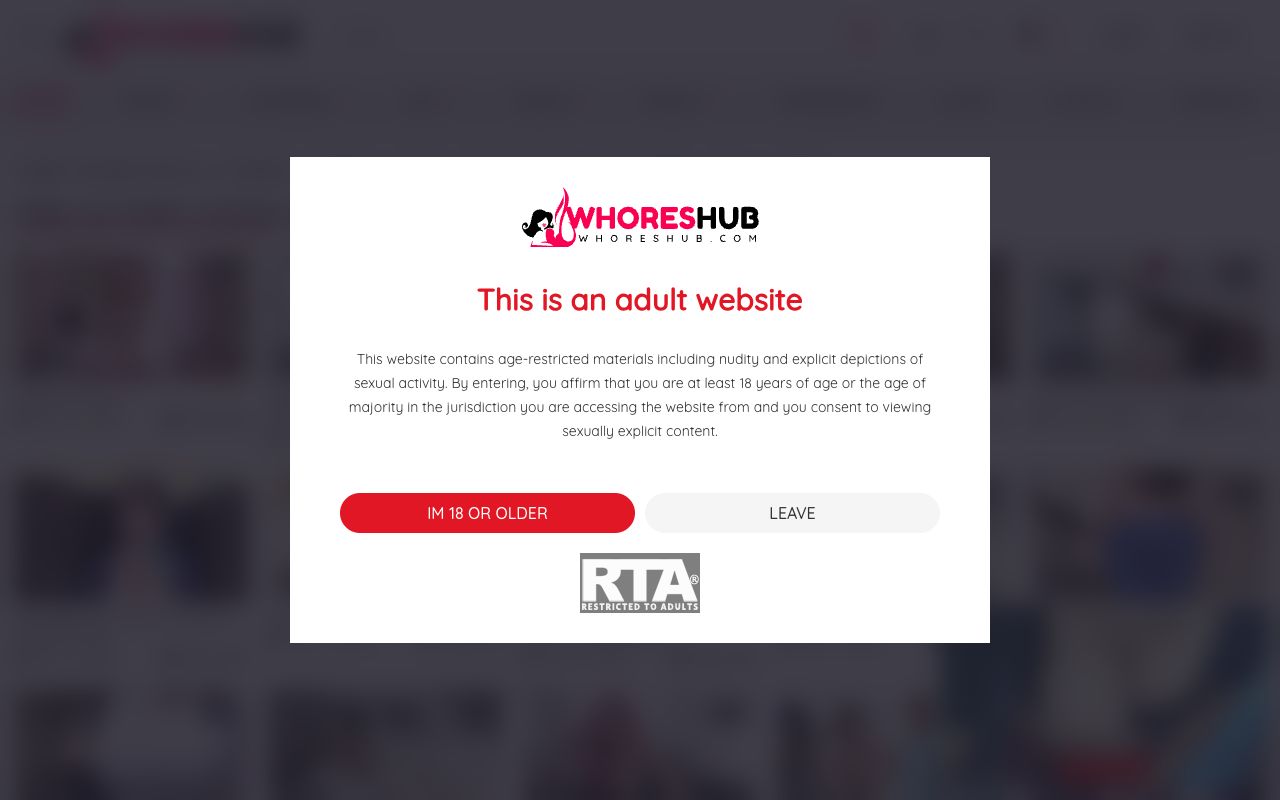 WHORESHUB
WHORESHUB.COM
This is an adult website
This website contains age-restricted materials including nudity and explicit depictions of
sexual activity. By entering, you affirm that you are at least 18 years of age or the age of
majority in the jurisdiction you are accessing the website from and you consent to viewing
sexually explicit content.
IM 18 OR OLDER
LEAVE
RTA®
RESTRICTED TO ADULTS